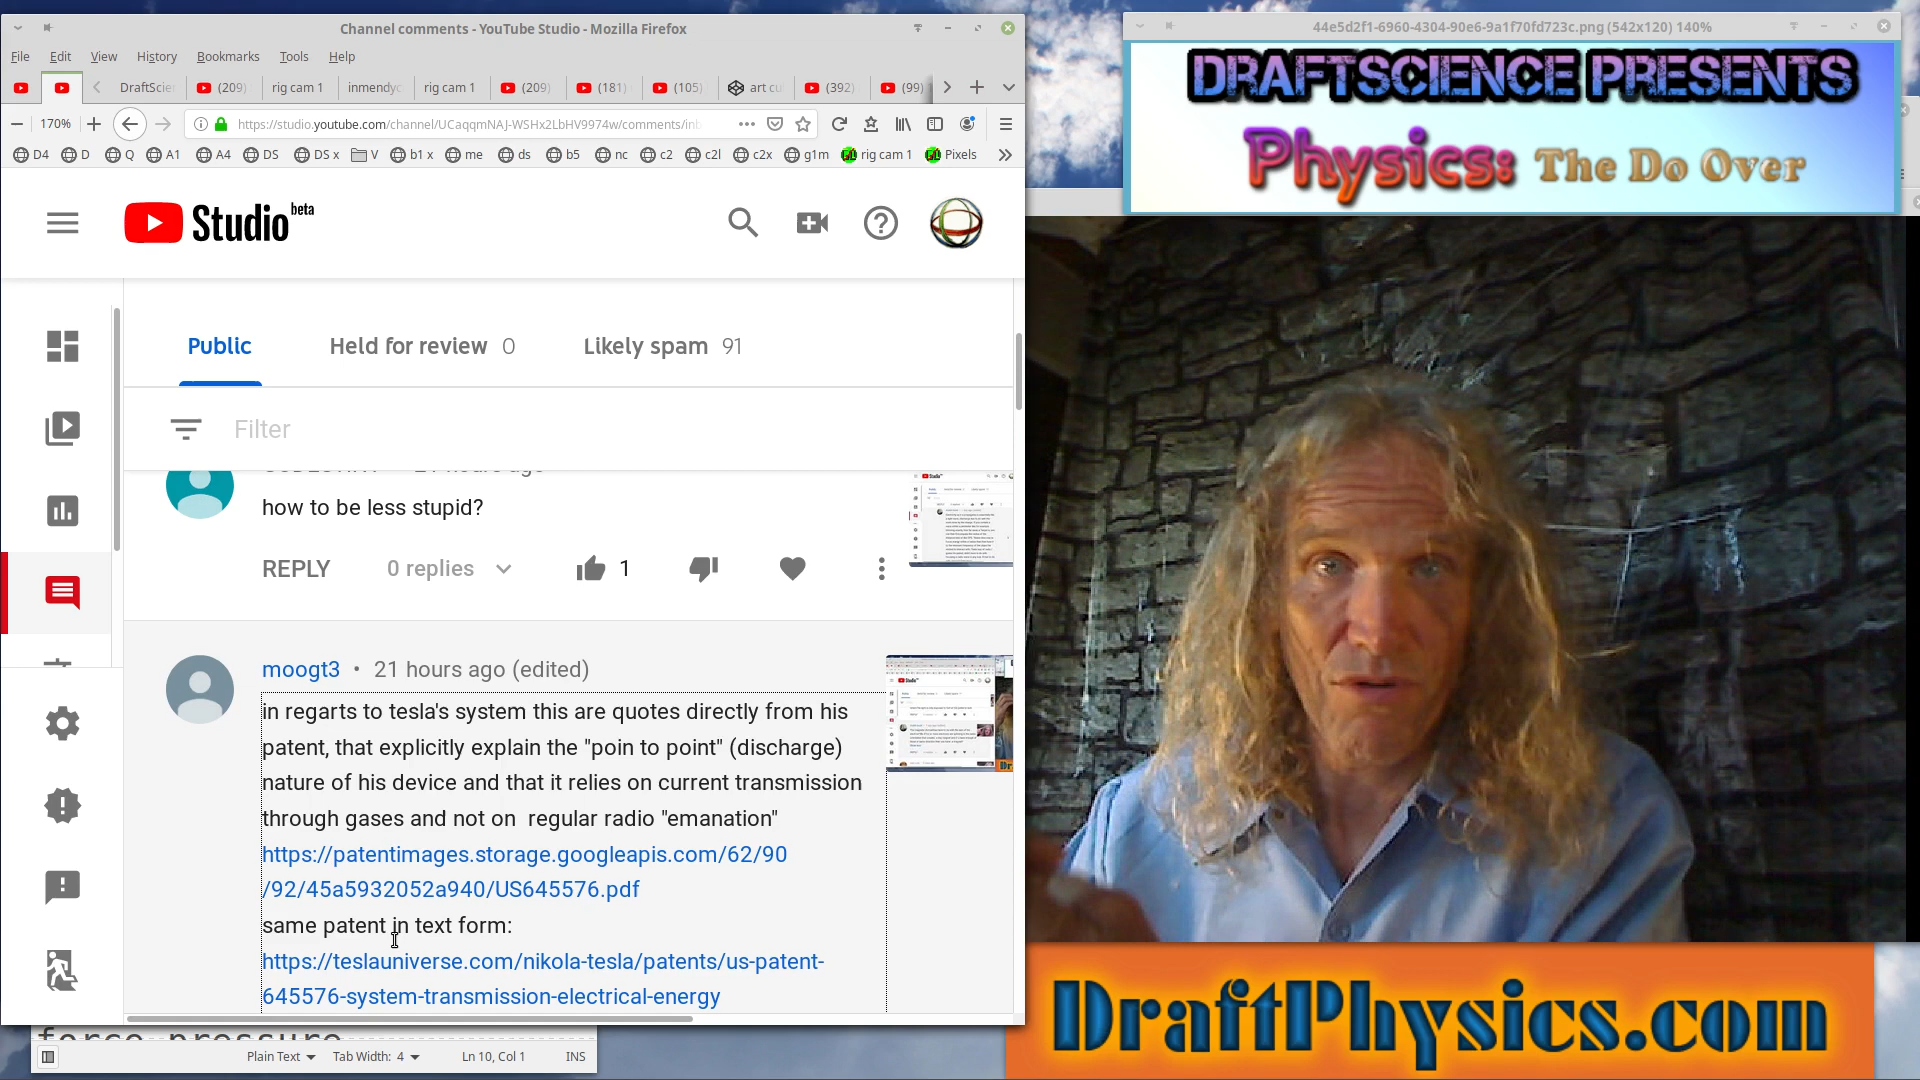 Channel comments - YouTube Studio - Mozilla Firefox
File Edit View History Bookmarks Tools Help
DraftScie (209) rig cam 1 inmendyc rig cam 1 (209) (181) (105) art cu (392) (99)
170% https://studio.youtube.com/channel/UCaqqmNAJ-WSHx2LbHV9974w/comments/inb
D4 D Q A1 A4 DS DS x V b1 x me ds b5 nc c2 c2l c2x g1m rig cam 1 Pixels
Studio beta
Public Held for review 0 Likely spam 91
Filter
21 hours ago
how to be less stupid?
REPLY 0 replies 1
moogt3 • 21 hours ago (edited)
in regarts to tesla's system this are quotes directly from his
patent, that explicitly explain the "poin to point" (discharge)
nature of his device and that it relies on current transmission
through gases and not on  regular radio "emanation"
https://patentimages.storage.googleapis.com/62/90
/92/45a5932052a940/US645576.pdf
same patent in text form:
https://teslauniverse.com/nikola-tesla/patents/us-patent-
645576-system-transmission-electrical-energy
force pressure
Plain Text Tab Width: 4 Ln 10, Col 1 INS
44e5d2f1-6960-4304-90e6-9a1f70fd723c.png (542x120) 140%
DRAFTSCIENCE PRESENTS
Physics: The Do Over
DraftPhysics.com